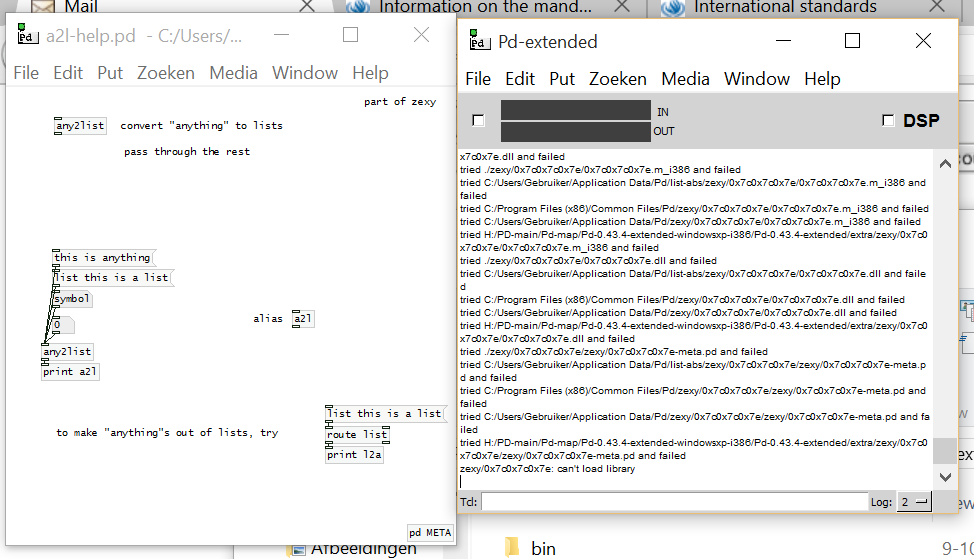 Mail
Information on the mand...
International standards
a2l-help.pd - C:/Users/...
File Edit Put Zoeken Media Window Help
part of zexy
any2list convert "anything" to lists
pass through the rest
this is anything
list this is a list
symbol
0
alias a2l
any2list
print a2l
list this is a list
to make "anything"s out of lists, try
route list
print l2a
pd META
Pd-extended
File Edit Put Zoeken Media Window Help
IN
OUT
DSP
x7c0x7e.dll and failed
tried ./zexy/0x7c0x7c0x7e/0x7c0x7c0x7e.m_i386 and failed
tried C:/Users/Gebruiker/Application Data/Pd/list-abs/zexy/0x7c0x7c0x7e/0x7c0x7c0x7e.m_i386 and
failed
tried C:/Program Files (x86)/Common Files/Pd/zexy/0x7c0x7c0x7e/0x7c0x7c0x7e.m_i386 and failed
tried C:/Users/Gebruiker/Application Data/Pd/zexy/0x7c0x7c0x7e/0x7c0x7c0x7e.m_i386 and failed
tried H:/PD-main/Pd-map/Pd-0.43.4-extended-windowsxp-i386/Pd-0.43.4-extended/extra/zexy/0x7c0
x7c0x7e/0x7c0x7c0x7e.m_i386 and failed
tried ./zexy/0x7c0x7c0x7e/0x7c0x7c0x7e.dll and failed
tried C:/Users/Gebruiker/Application Data/Pd/list-abs/zexy/0x7c0x7c0x7e/0x7c0x7c0x7e.dll and faile
d
tried C:/Program Files (x86)/Common Files/Pd/zexy/0x7c0x7c0x7e/0x7c0x7c0x7e.dll and failed
tried C:/Users/Gebruiker/Application Data/Pd/zexy/0x7c0x7c0x7e/0x7c0x7c0x7e.dll and failed
tried H:/PD-main/Pd-map/Pd-0.43.4-extended-windowsxp-i386/Pd-0.43.4-extended/extra/zexy/0x7c0
x7c0x7e/0x7c0x7c0x7e.dll and failed
tried ./zexy/0x7c0x7c0x7e/zexy/0x7c0x7c0x7e-meta.pd and failed
tried C:/Users/Gebruiker/Application Data/Pd/list-abs/zexy/0x7c0x7c0x7e/zexy/0x7c0x7c0x7e-meta.p
d and failed
tried C:/Program Files (x86)/Common Files/Pd/zexy/0x7c0x7c0x7e/zexy/0x7c0x7c0x7e-meta.pd and
failed
tried C:/Users/Gebruiker/Application Data/Pd/zexy/0x7c0x7c0x7e/zexy/0x7c0x7c0x7e-meta.pd and fa
iled
tried H:/PD-main/Pd-map/Pd-0.43.4-extended-windowsxp-i386/Pd-0.43.4-extended/extra/zexy/0x7c0
x7c0x7e/zexy/0x7c0x7c0x7e-meta.pd and failed
zexy/0x7c0x7c0x7e: can't load library
Tcl: Log: 2
Afbeeldingen
bin
9-10